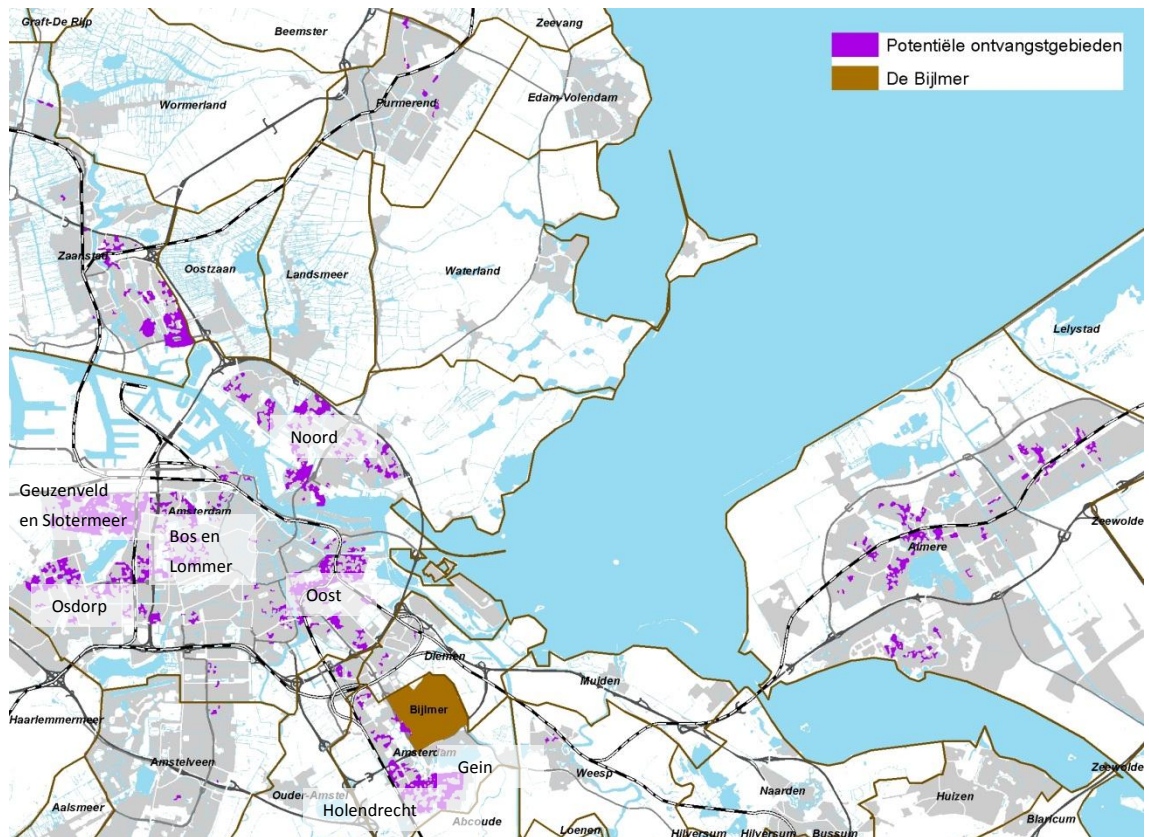 Graft-De Rijp
Beemster
Zeevang
Potentiële ontvangstgebieden
De Bijlmer
Wormerland
Purmerend
Edam-Volendam
Zaanstad
Oostzaan
Landsmeer
Waterland
Lelystad
Noord
Geuzenveld
en Slotermeer
Amsterdam
Bos en
Lommer
Zeewolde
Almere
Osdorp
Oost
Diemen
Muiden
Haarlemmermeer
Bijlmer
Amstelveen
Amsterdam
Gein
Weesp
Zeewolde
Naarden
Huizen
Ouder-Amstel
Aalsmeer
Holendrecht
Abcoude
Loenen
Hilversum
Hilversum
Bussum
Blaricum